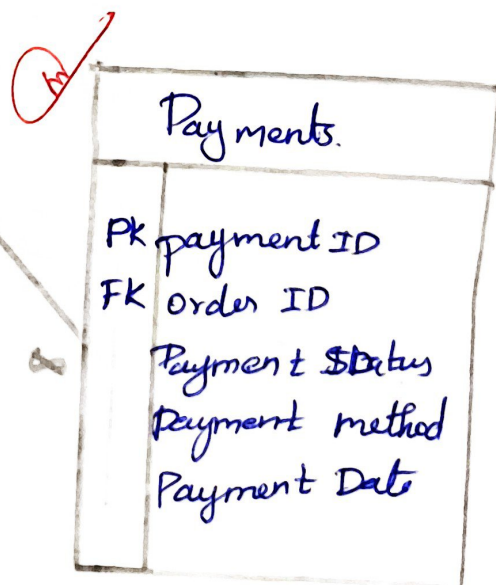 Payments.
PK payment ID
FK order ID
Payment Status
Payment method
Payment Date